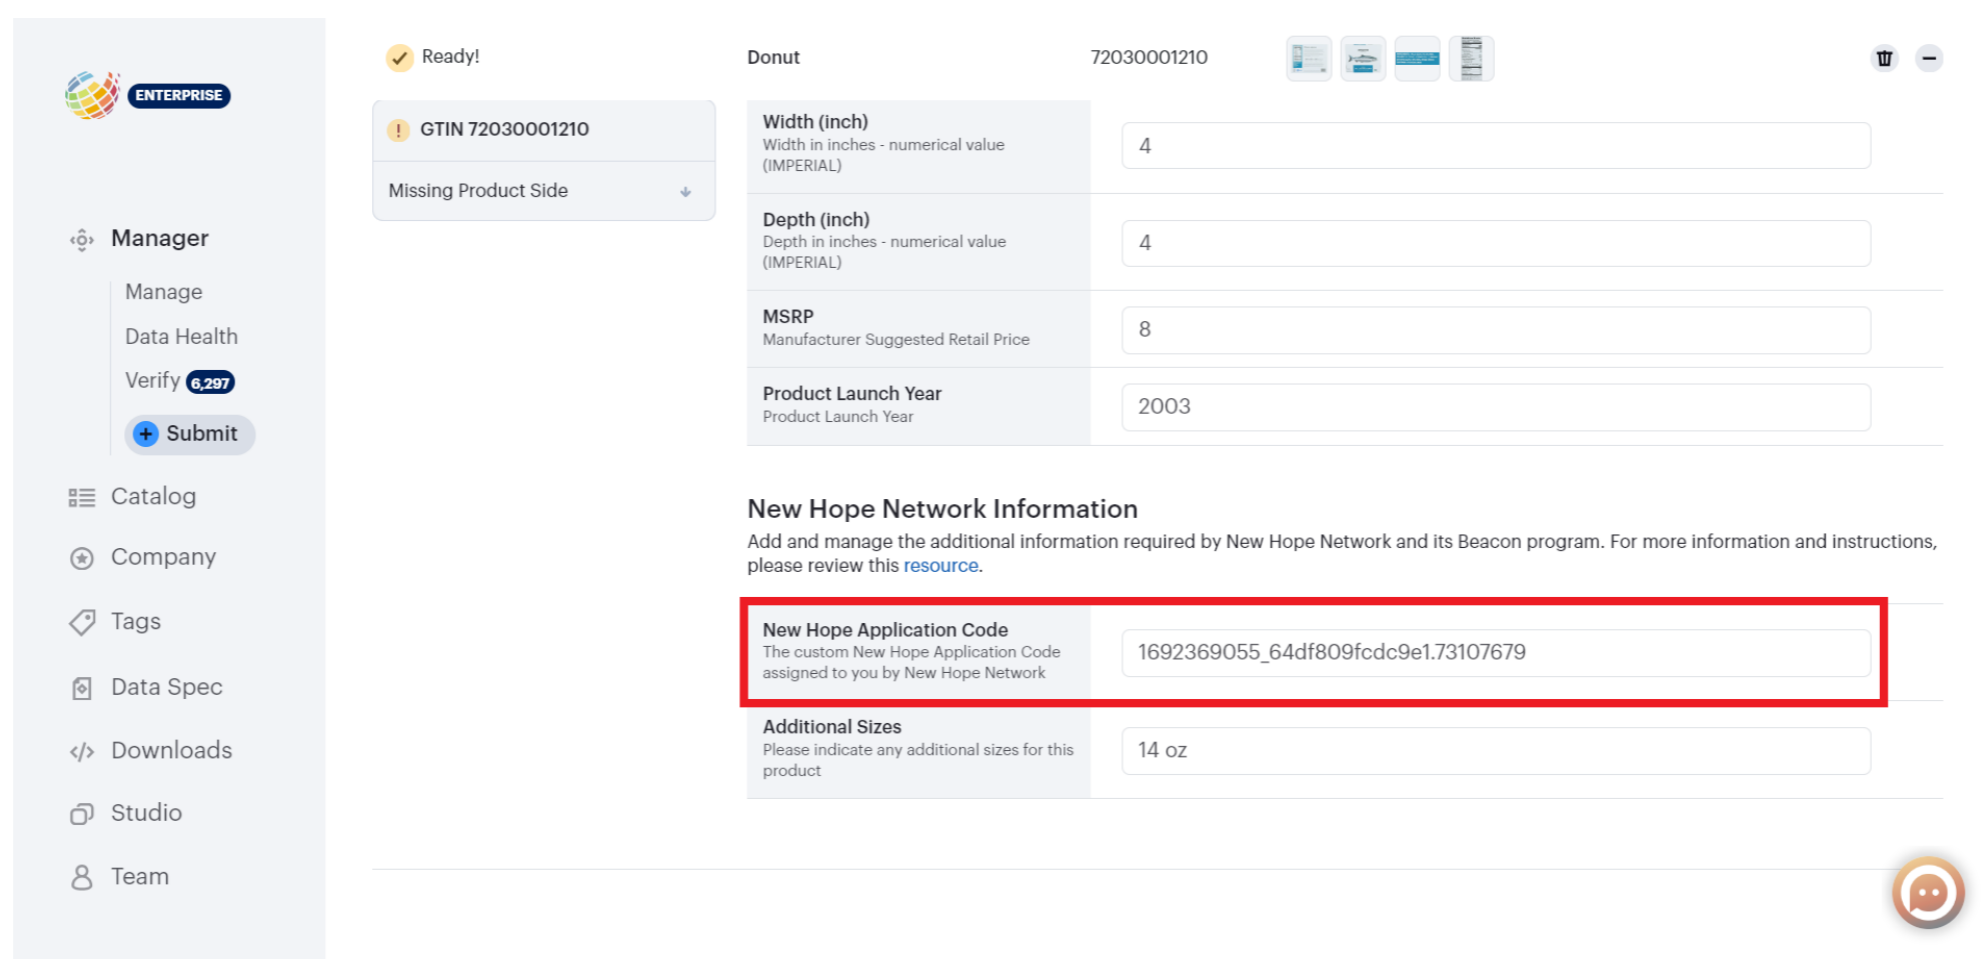 Ready!
Donut
72030001210
ENTERPRISE
GTIN 72030001210
Missing Product Side
Manager
Manage
Data Health
Verify 6,297
Submit
Catalog
Company
Tags
Data Spec
Downloads
Studio
Team
Width (inch)
Width in inches - numerical value
(IMPERIAL)
4
Depth (inch)
Depth in inches - numerical value
(IMPERIAL)
4
MSRP
Manufacturer Suggested Retail Price
8
Product Launch Year
Product Launch Year
2003
New Hope Network Information
Add and manage the additional information required by New Hope Network and its Beacon program. For more information and instructions,
please review this resource.
New Hope Application Code
The custom New Hope Application Code
assigned to you by New Hope Network
1692369055_64df809fcdc9e1.73107679
Additional Sizes
Please indicate any additional sizes for this
product
14 oz